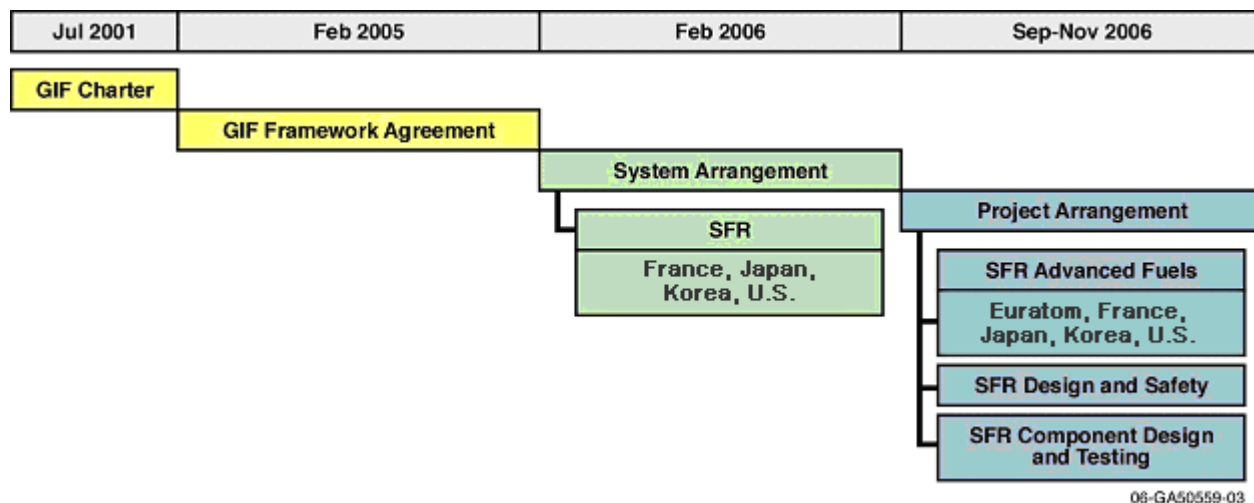 Jul 2001
Feb 2005
Feb 2006
Sep-Nov 2006
GIF Charter
GIF Framework Agreement
System Arrangement
SFR
France, Japan,
Korea, U.S.
Project Arrangement
SFR Advanced Fuels
Euratom, France,
Japan, Korea, U.S.
SFR Design and Safety
SFR Component Design
and Testing
06-GA50559-03